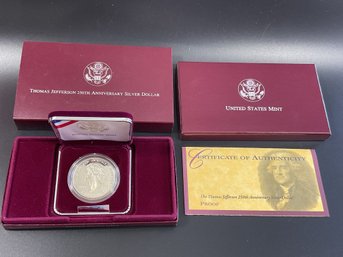 THOMAS JEFFERSON 250TH ANNIVERSARY SILVER DOLLAR
UNITED STATES MINT
CERTIFICATE OF AUTHENTICITY
The Thomas Jefferson 250th Anniversary Silver Dollar
PROOF